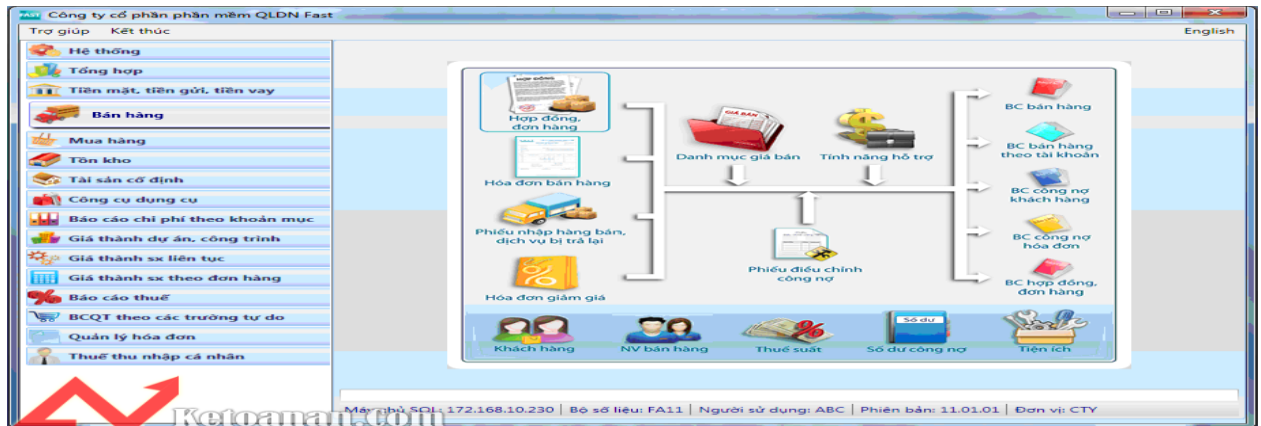 FAST Công ty cổ phần phần mềm QLDN Fast
Trợ giúp Kết thúc English
Hệ thống
Tổng hợp
Tiền mặt, tiền gửi, tiền vay
Bán hàng
Mua hàng
Tồn kho
Tài sản cố định
Công cụ dụng cụ
Báo cáo chi phí theo khoản mục
Giá thành dự án, công trình
Giá thành sx liên tục
Giá thành sx theo đơn hàng
Báo cáo thuế
BCQT theo các trường tự do
Quản lý hóa đơn
Thuế thu nhập cá nhân
HỢP ĐỒNG
Hợp đồng,
đơn hàng
Hóa đơn bán hàng
Phiếu nhập hàng bán,
dịch vụ bị trả lại
Hóa đơn giảm giá
GIÁ BÁN
Danh mục giá bán
Tính năng hỗ trợ
Phiếu điều chỉnh
công nợ
BC bán hàng
BC bán hàng
theo tài khoản
BC công nợ
khách hàng
BC công nợ
hóa đơn
BC hợp đồng,
đơn hàng
Khách hàng
NV bán hàng
Thuế suất
Số dư
Số dư công nợ
Tiện ích
Máy chủ SQL: 172.168.10.230 | Bộ số liệu: FA11 | Người sử dụng: ABC | Phiên bản: 11.01.01 | Đơn vị: CTY
Ketoanan.Com